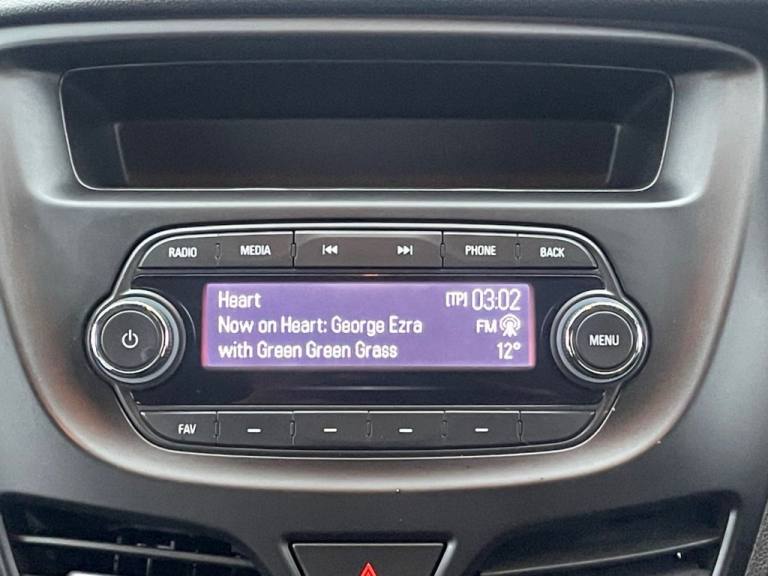 RADIO MEDIA PHONE BACK
Heart [TP] 03:02
Now on Heart: George Ezra FM
with Green Green Grass 12°
MENU
FAV